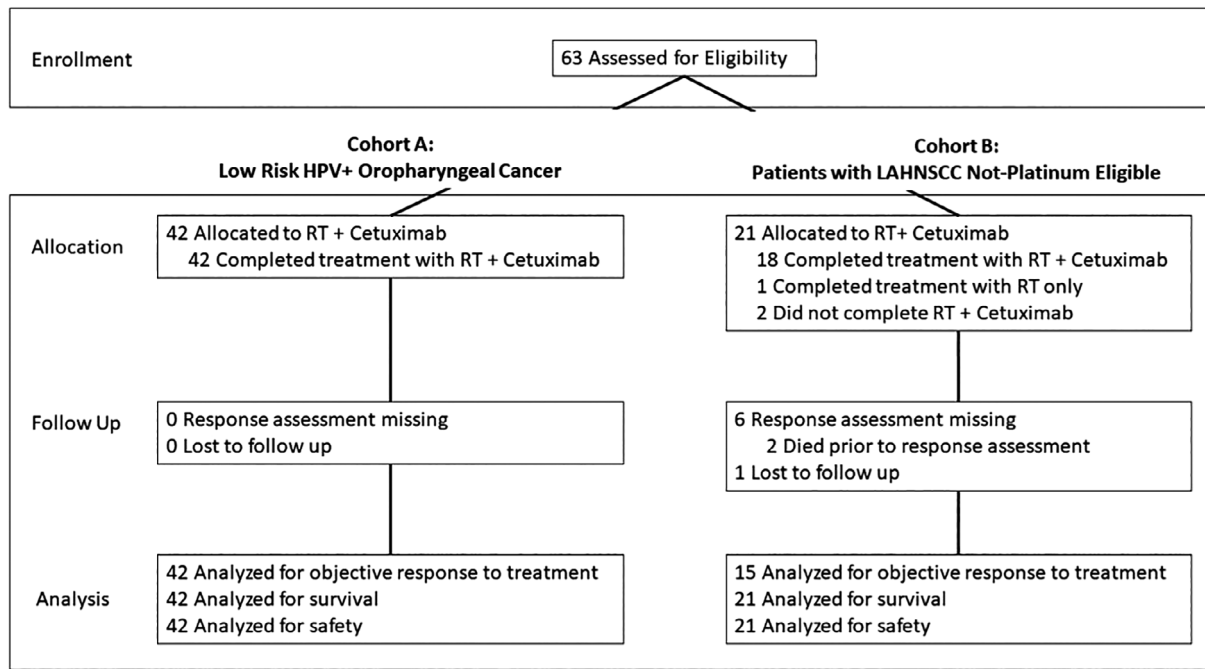 Enrollment
63 Assessed for Eligibility
Cohort A:
Low Risk HPV+ Oropharyngeal Cancer
Cohort B:
Patients with LAHNSCC Not-Platinum Eligible
Allocation
42 Allocated to RT + Cetuximab
42 Completed treatment with RT + Cetuximab
21 Allocated to RT+ Cetuximab
18 Completed treatment with RT + Cetuximab
1 Completed treatment with RT only
2 Did not complete RT + Cetuximab
Follow Up
0 Response assessment missing
0 Lost to follow up
6 Response assessment missing
2 Died prior to response assessment
1 Lost to follow up
Analysis
42 Analyzed for objective response to treatment
42 Analyzed for survival
42 Analyzed for safety
15 Analyzed for objective response to treatment
21 Analyzed for survival
21 Analyzed for safety